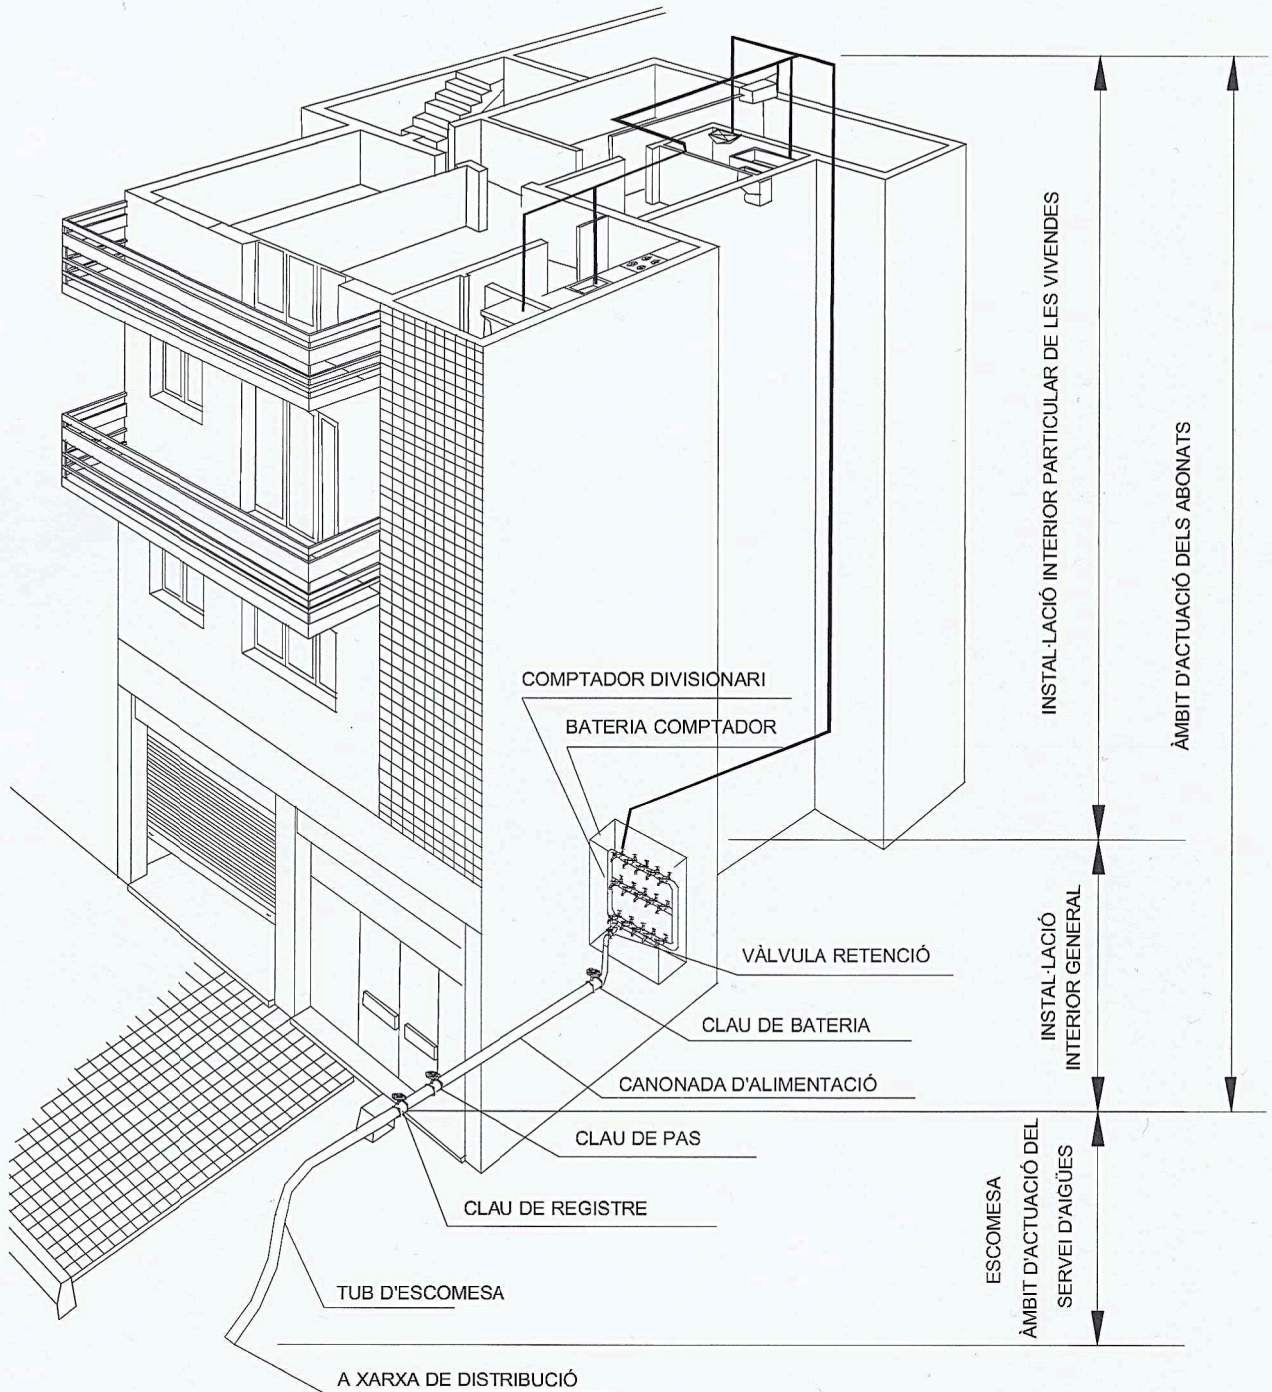 COMPTADOR DIVISIONARI
BATERIA COMPTADOR
VÀLVULA RETENCIÓ
CLAU DE BATERIA
CANONADA D'ALIMENTACIÓ
CLAU DE PAS
CLAU DE REGISTRE
TUB D'ESCOMESA
A XARXA DE DISTRIBUCIÓ
INSTAL·LACIÓ INTERIOR PARTICULAR DE LES VIVENDES
ÀMBIT D'ACTUACIÓ DELS ABONATS
INSTAL·LACIÓ
INTERIOR GENERAL
ESCOMESA
ÀMBIT D'ACTUACIÓ DEL
SERVEI D'AIGÜES